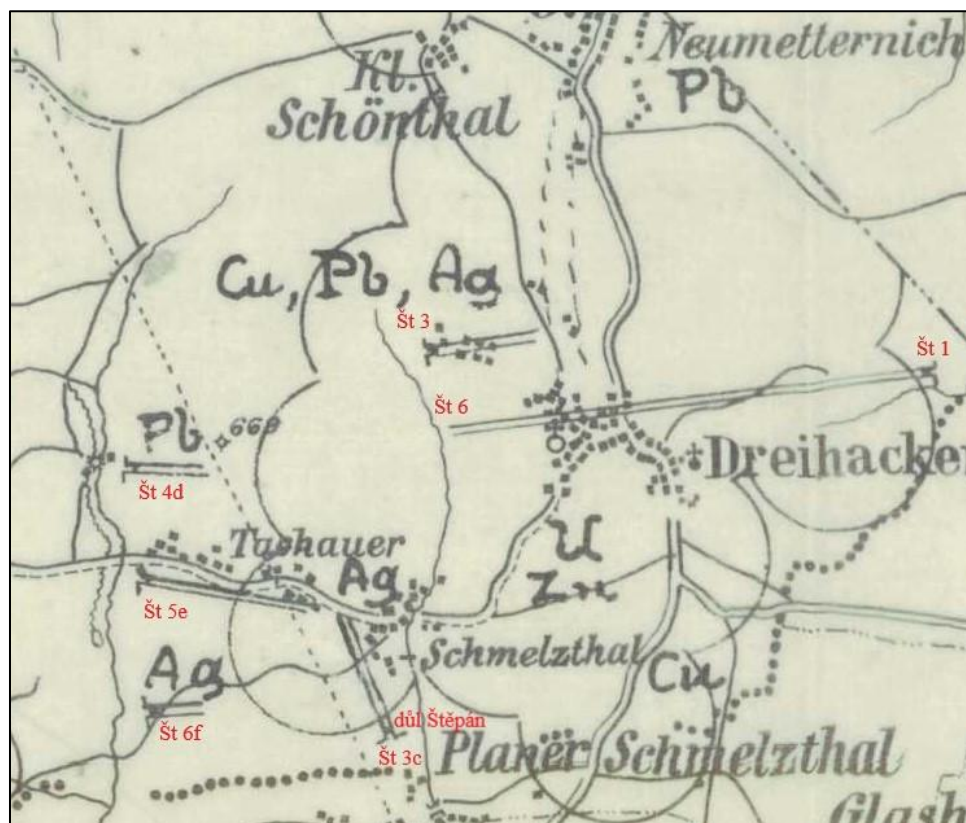 Neumetternich
Pb
Kl.
Schönthal
Cu, Pb, Ag
Št 3
Št 1
Št 6
Pb
669
Dreihacken
Št 4d
Tachauer
U
Ag
Zn
Št 5e
Schmelzthal
Ag
Cu
Št 6f
důl Štěpán
Planer Schmelzthal
Št 3c
Glash